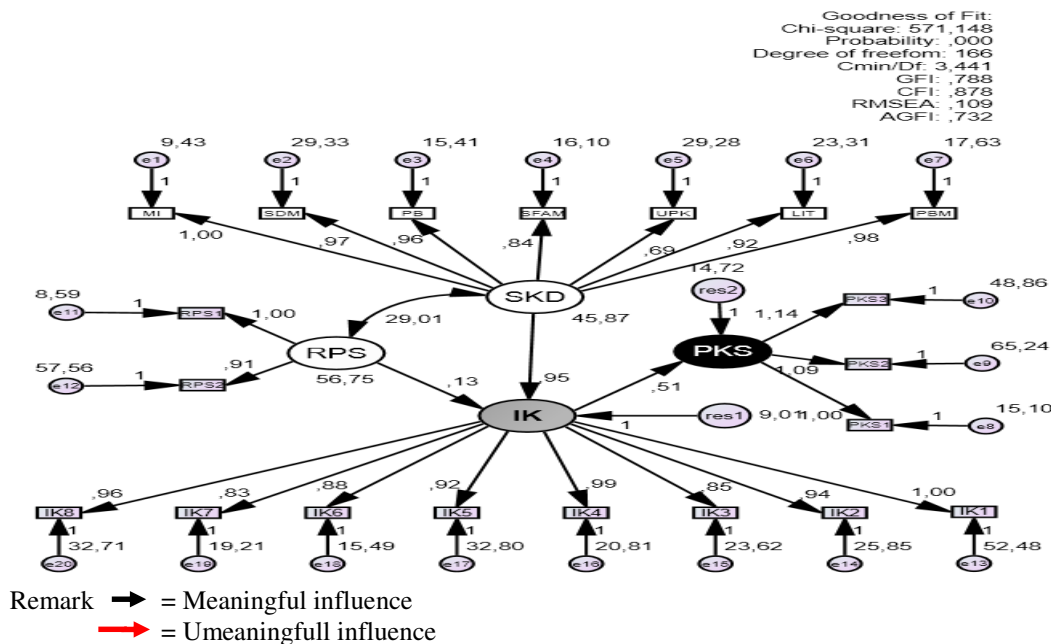 Goodness of Fit:
Chi-square: 571,148
Probability: ,000
Degree of freefom: 166
Cmin/Df: 3,441
GFI: ,788
CFI: ,878
RMSEA: ,109
AGFI: ,732
9,43 29,33 15,41 16,10 29,28 23,31 17,63
e1 e2 e3 e4 e5 e6 e7
1 1 1 1 1 1 1
MI SDM PB SFAM UPK LIT PBM
1,00 ,97 ,96 ,84 ,69 ,92 ,98
14,72
8,59 SKD res2 48,86
e11 1 RPS1 1,00 29,01 45,87 1 1,14 PKS3 1 e10
57,56 RPS PKS 65,24
e12 1 RPS2 ,91 56,75 PKS2 1 e9
,13 ,95 ,51 1,09
IK 1 res1 9,01 1,00 PKS1 1 e8 15,10
,96 ,83 ,88 ,92 ,99 ,85 ,94 1,00
IK8 IK7 IK6 IK5 IK4 IK3 IK2 IK1
1 1 1 1 1 1 1 1
32,71 19,21 15,49 32,80 20,81 23,62 25,85 52,48
e20 e19 e18 e17 e16 e15 e14 e13
Remark = Meaningful influence
= Umeaningfull influence